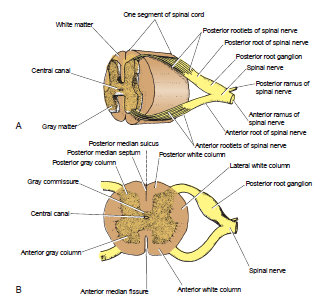 One segment of spinal cord
White matter
Posterior rootlets of spinal nerve
Posterior root of spinal nerve
Posterior root ganglion
Spinal nerve
Central canal
Posterior ramus of
spinal nerve
Anterior ramus of
spinal nerve
A
Gray matter
Anterior root of spinal nerve
Anterior rootlets of spinal nerve
Posterior median sulcus
Posterior median septum
Posterior white column
Posterior gray column
Lateral white column
Gray commissure
Posterior root ganglion
Central canal
Anterior gray column
Spinal nerve
B
Anterior median fissure
Anterior white column